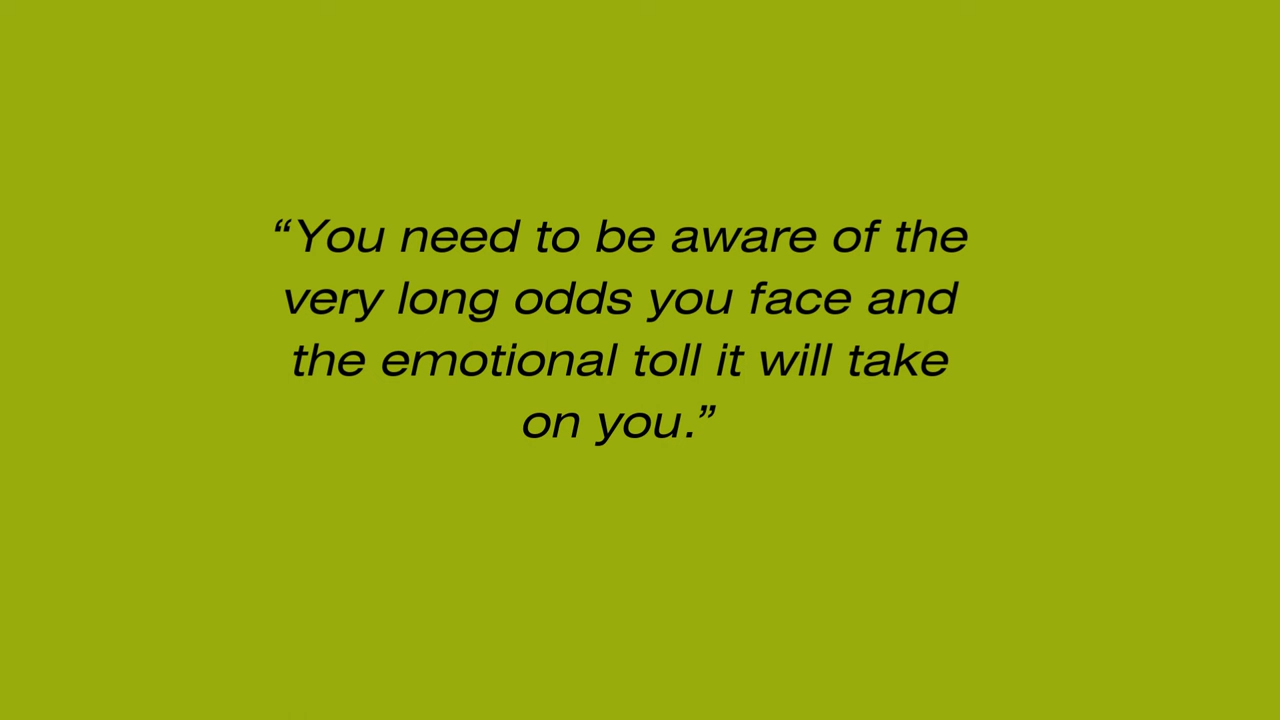 “You need to be aware of the
very long odds you face and
the emotional toll it will take
on you.”